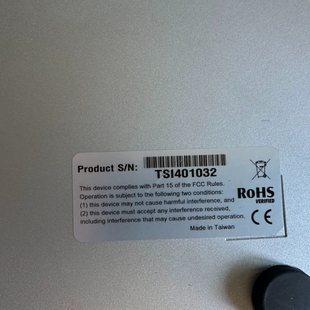 Product S/N:
TSI401032
This device complies with Part 15 of the FCC Rules.
Operation is subject to the following two conditions:
(1) this device may not cause harmful interference, and
(2) this device must accept any interference received,
including interference that may cause undesired operation.
RoHS
VERIFIED
CE
Made in Taiwan